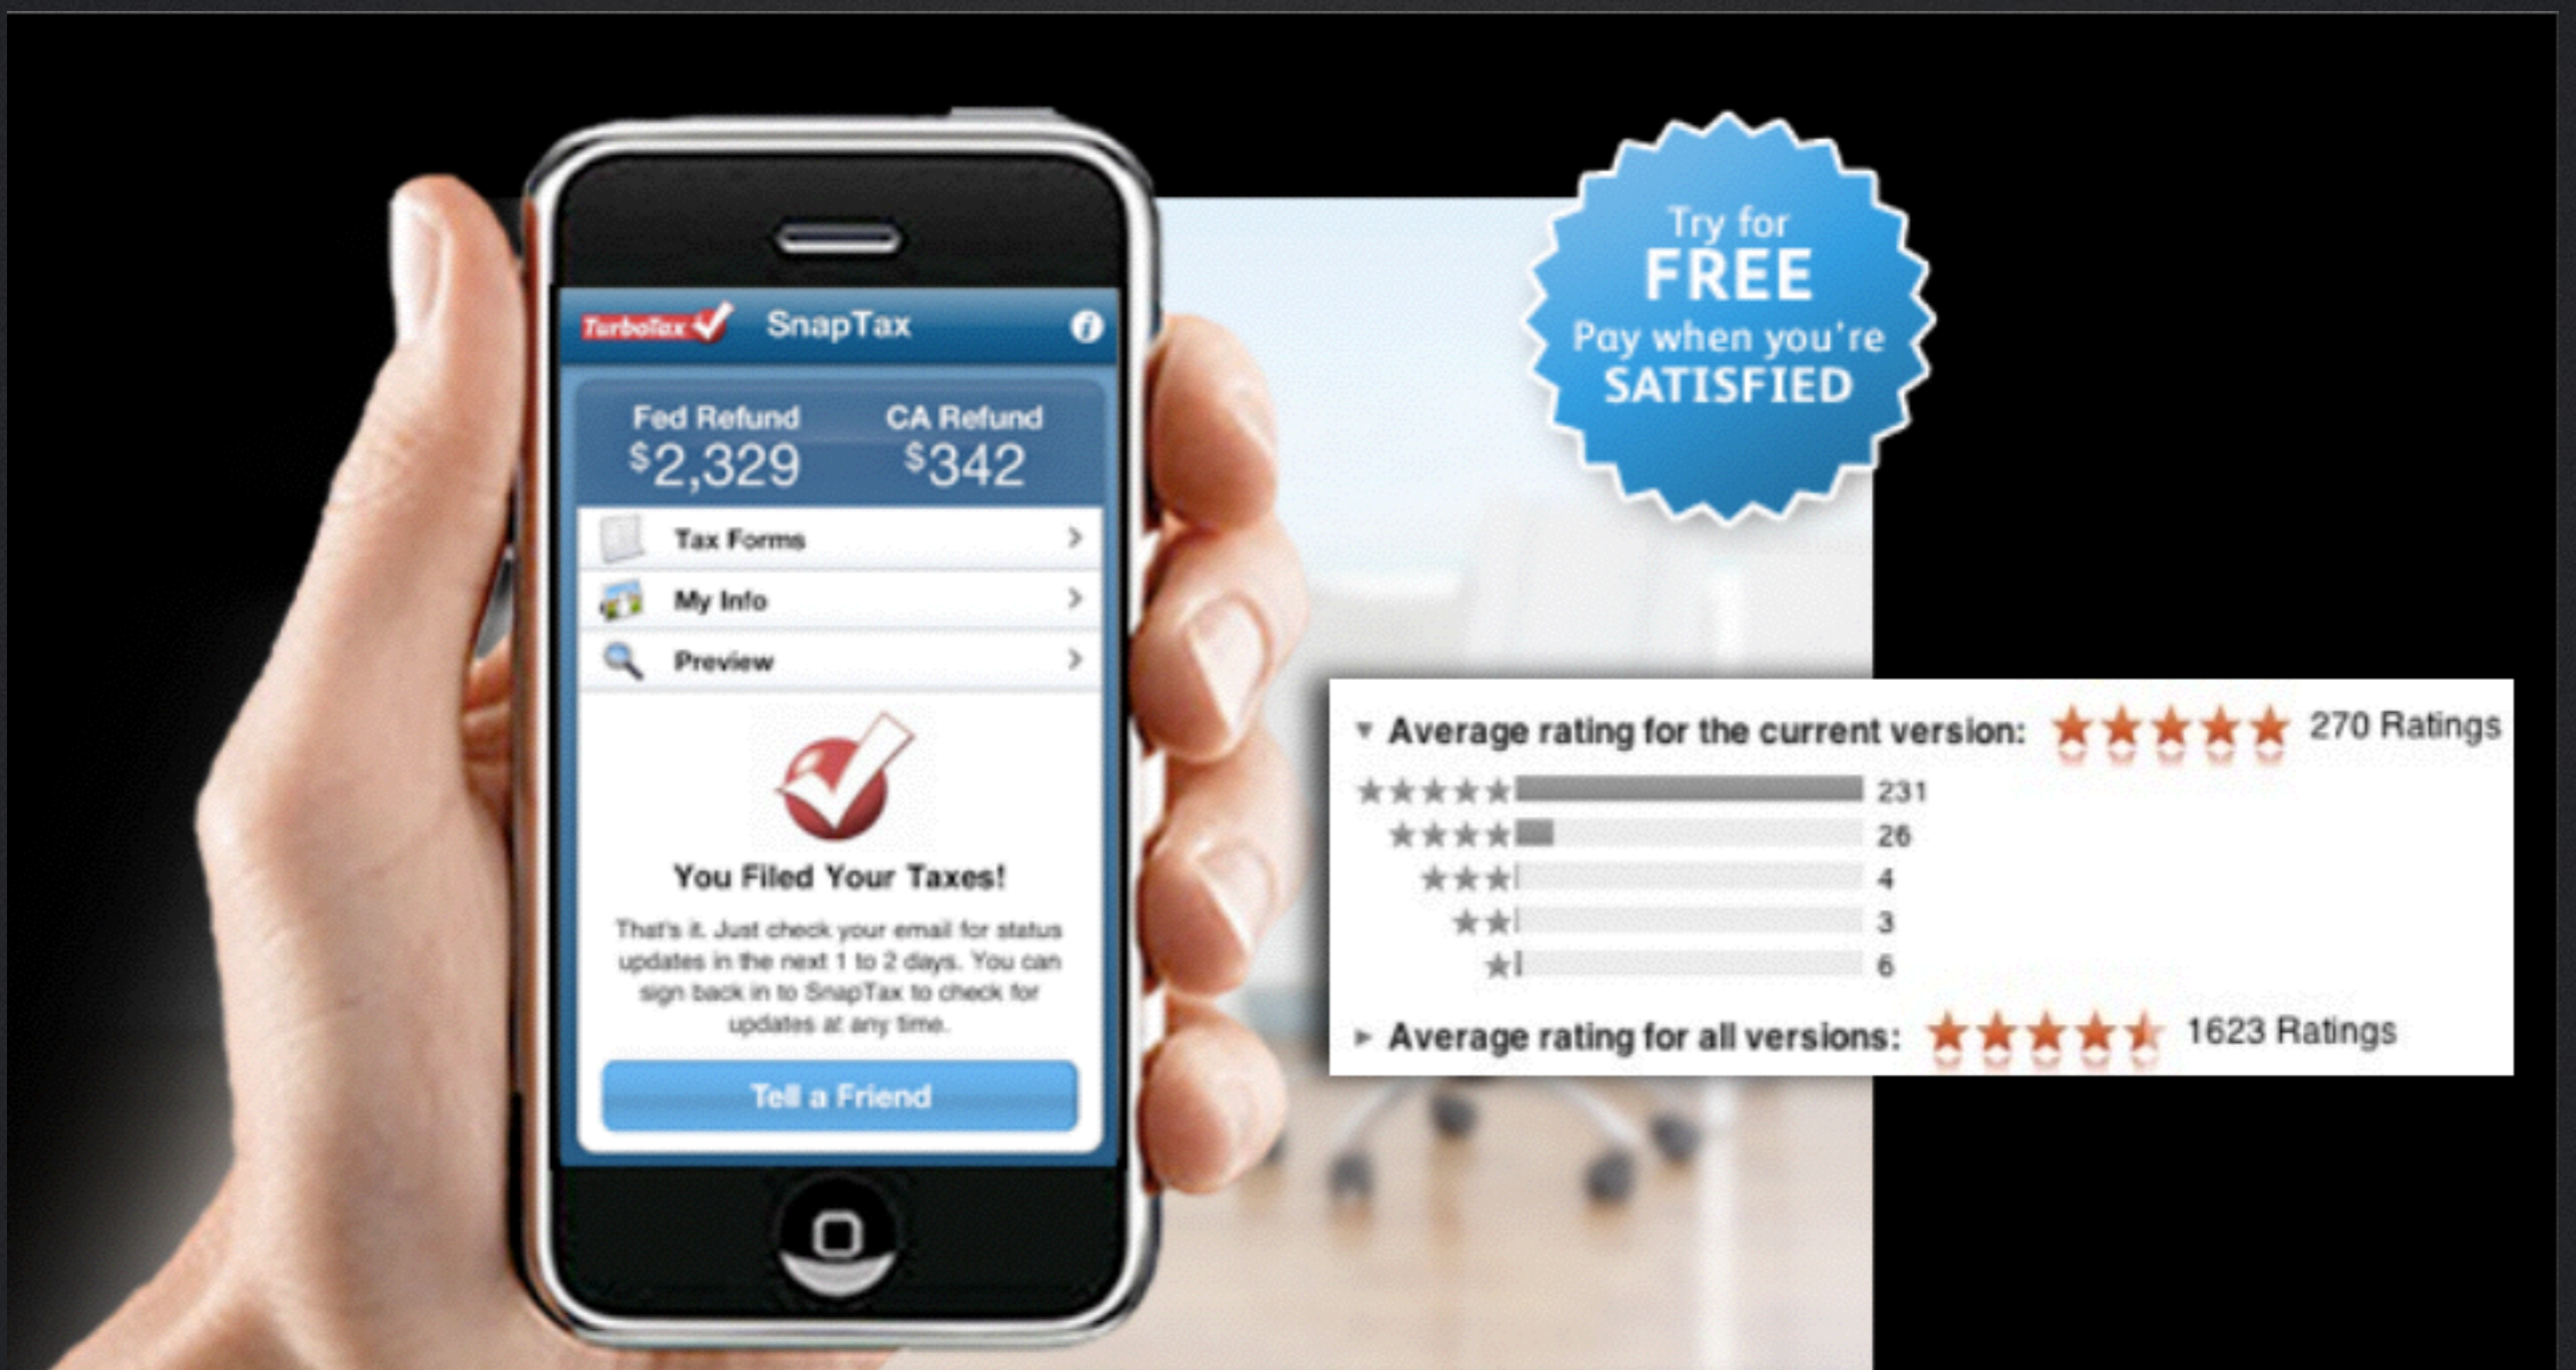 TurboTax SnapTax i
Fed Refund CA Refund
$2,329 $342
Tax Forms
My Info
Preview
You Filed Your Taxes!
That's it. Just check your email for status
updates in the next 1 to 2 days. You can
sign back in to SnapTax to check for
updates at any time.
Tell a Friend
Try for
FREE
Pay when you're
SATISFIED
Average rating for the current version: 270 Ratings
231
26
4
3
6
Average rating for all versions: 1623 Ratings